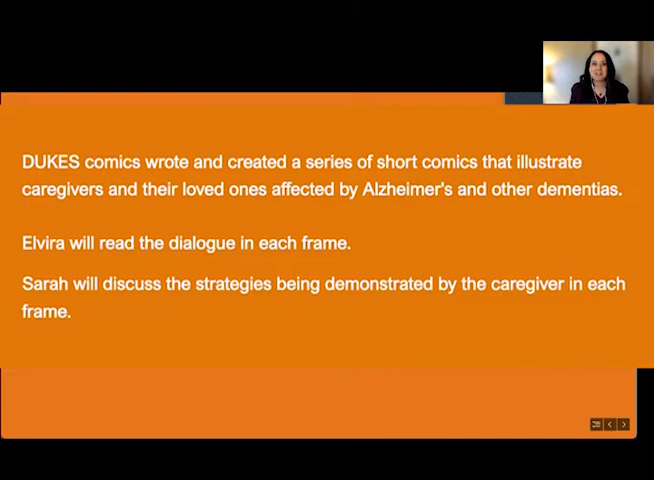 DUKES comics wrote and created a series of short comics that illustrate
caregivers and their loved ones affected by Alzheimer's and other dementias.
Elvira will read the dialogue in each frame.
Sarah will discuss the strategies being demonstrated by the caregiver in each
frame.